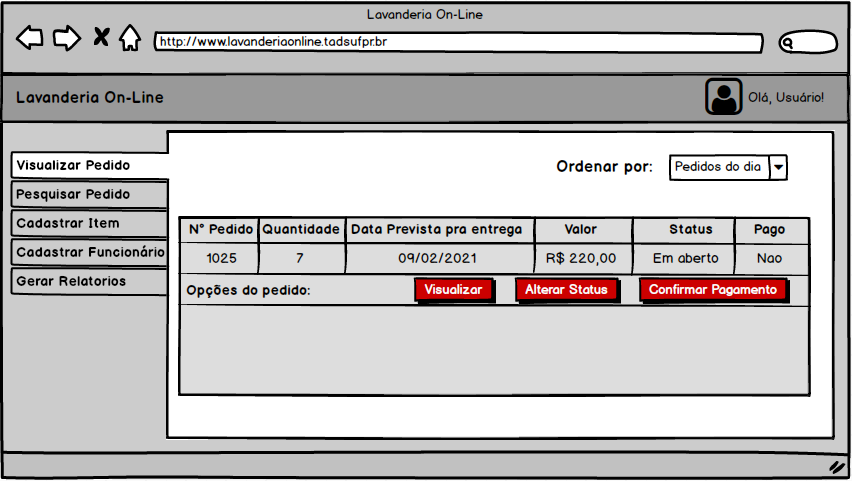 Lavanderia On-Line
http://www.lavanderiaonline.tadsufpr.br
Lavanderia On-Line
Olá, Usuário!
Visualizar Pedido
Pesquisar Pedido
Cadastrar Item
Cadastrar Funcionário
Gerar Relatorios
Ordenar por: Pedidos do dia
N° Pedido Quantidade Data Prevista pra entrega Valor Status Pago
1025 7 09/02/2021 R$ 220,00 Em aberto Nao
Opções do pedido: Visualizar Alterar Status Confirmar Pagamento